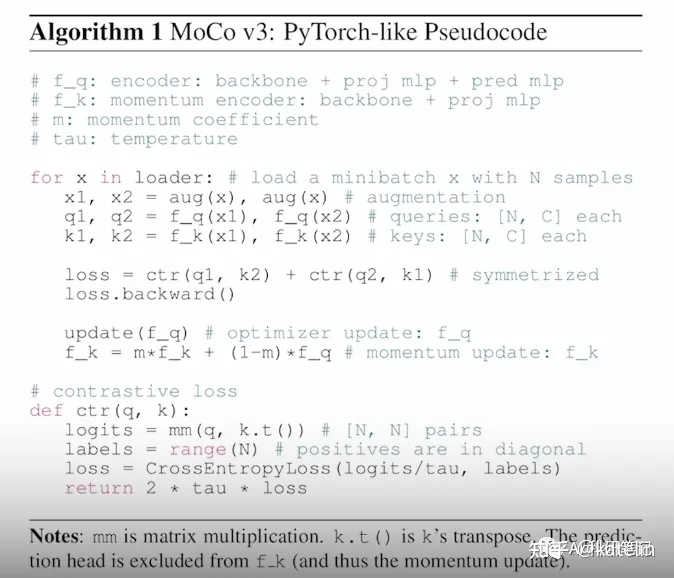 Algorithm 1 MoCo v3: PyTorch-like Pseudocode
# f_q: encoder: backbone + proj mlp + pred mlp
# f_k: momentum encoder: backbone + proj mlp
# m: momentum coefficient
# tau: temperature
for x in loader: # load a minibatch x with N samples
x1, x2 = aug(x), aug(x) # augmentation
q1, q2 = f_q(x1), f_q(x2) # queries: [N, C] each
k1, k2 = f_k(x1), f_k(x2) # keys: [N, C] each
loss = ctr(q1, k2) + ctr(q2, k1) # symmetrized
loss.backward()
update(f_q) # optimizer update: f_q
f_k = m*f_k + (1-m)*f_q # momentum update: f_k
# contrastive loss
def ctr(q, k):
logits = mm(q, k.t()) # [N, N] pairs
labels = range(N) # positives are in diagonal
loss = CrossEntropyLoss(logits/tau, labels)
return 2 * tau * loss
Notes: mm is matrix multiplication. k.t() is k's transpose. The predic-
tion head is excluded from f_k (and thus the momentum update).
知乎